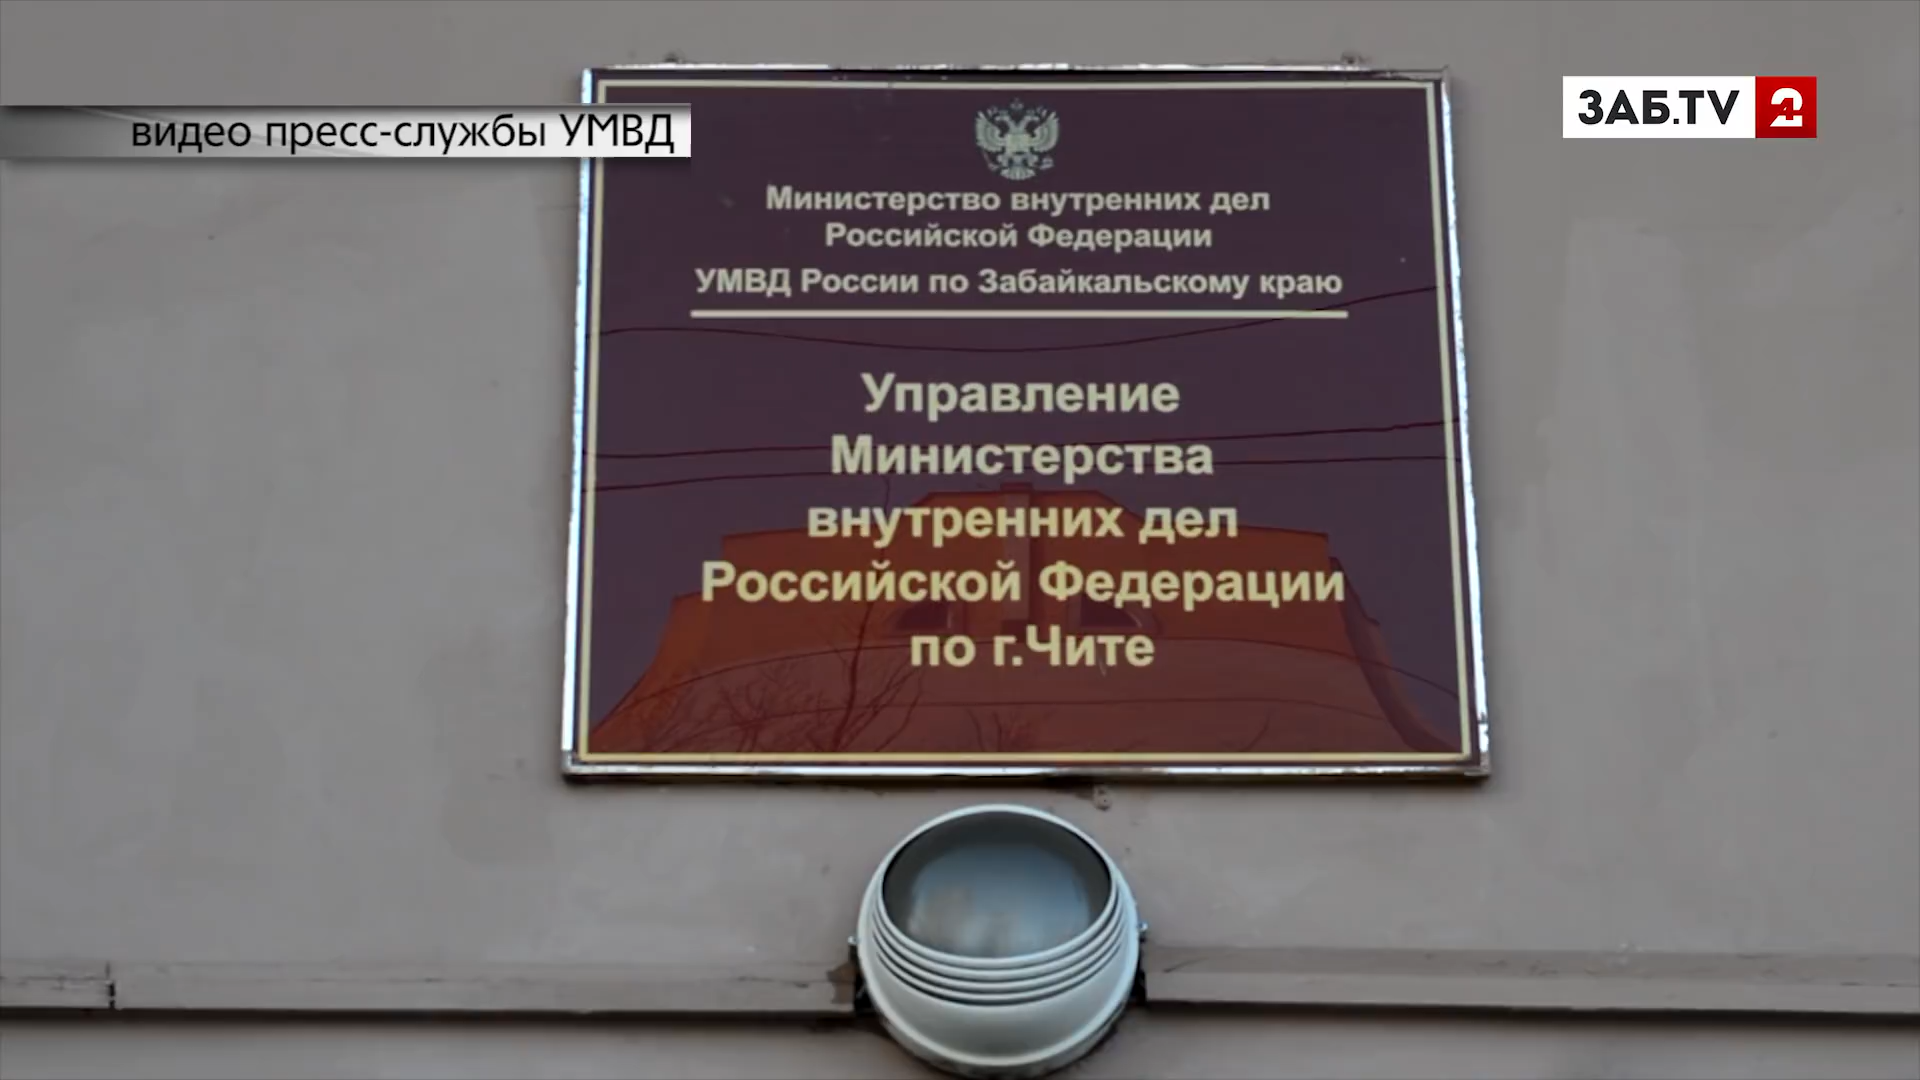 видео пресс-службы УМВД
ЗАБ.TV 24
Министерство внутренних дел
Российской Федерации
УМВД России по Забайкальскому краю
Управление
Министерства
внутренних дел
Российской Федерации
по г.Чите